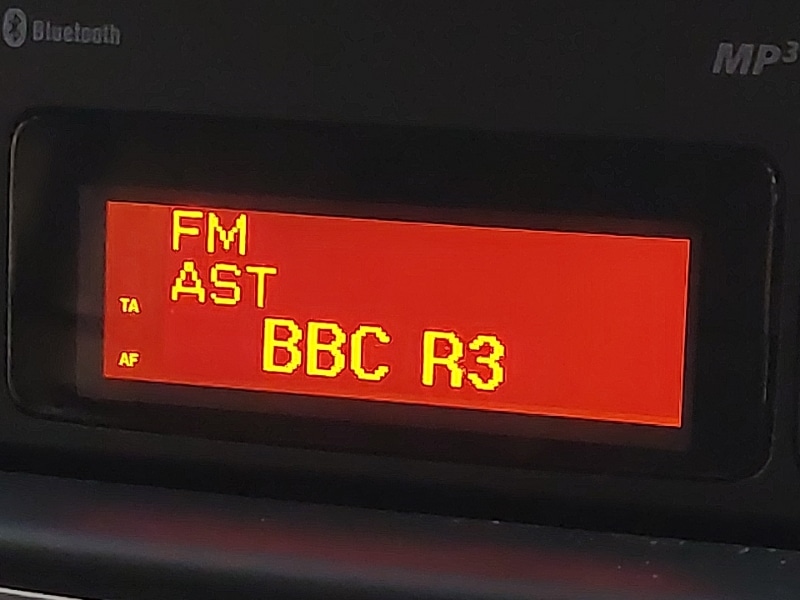 Bluetooth
MP3
FM
AST
TA
BBC R3
AF